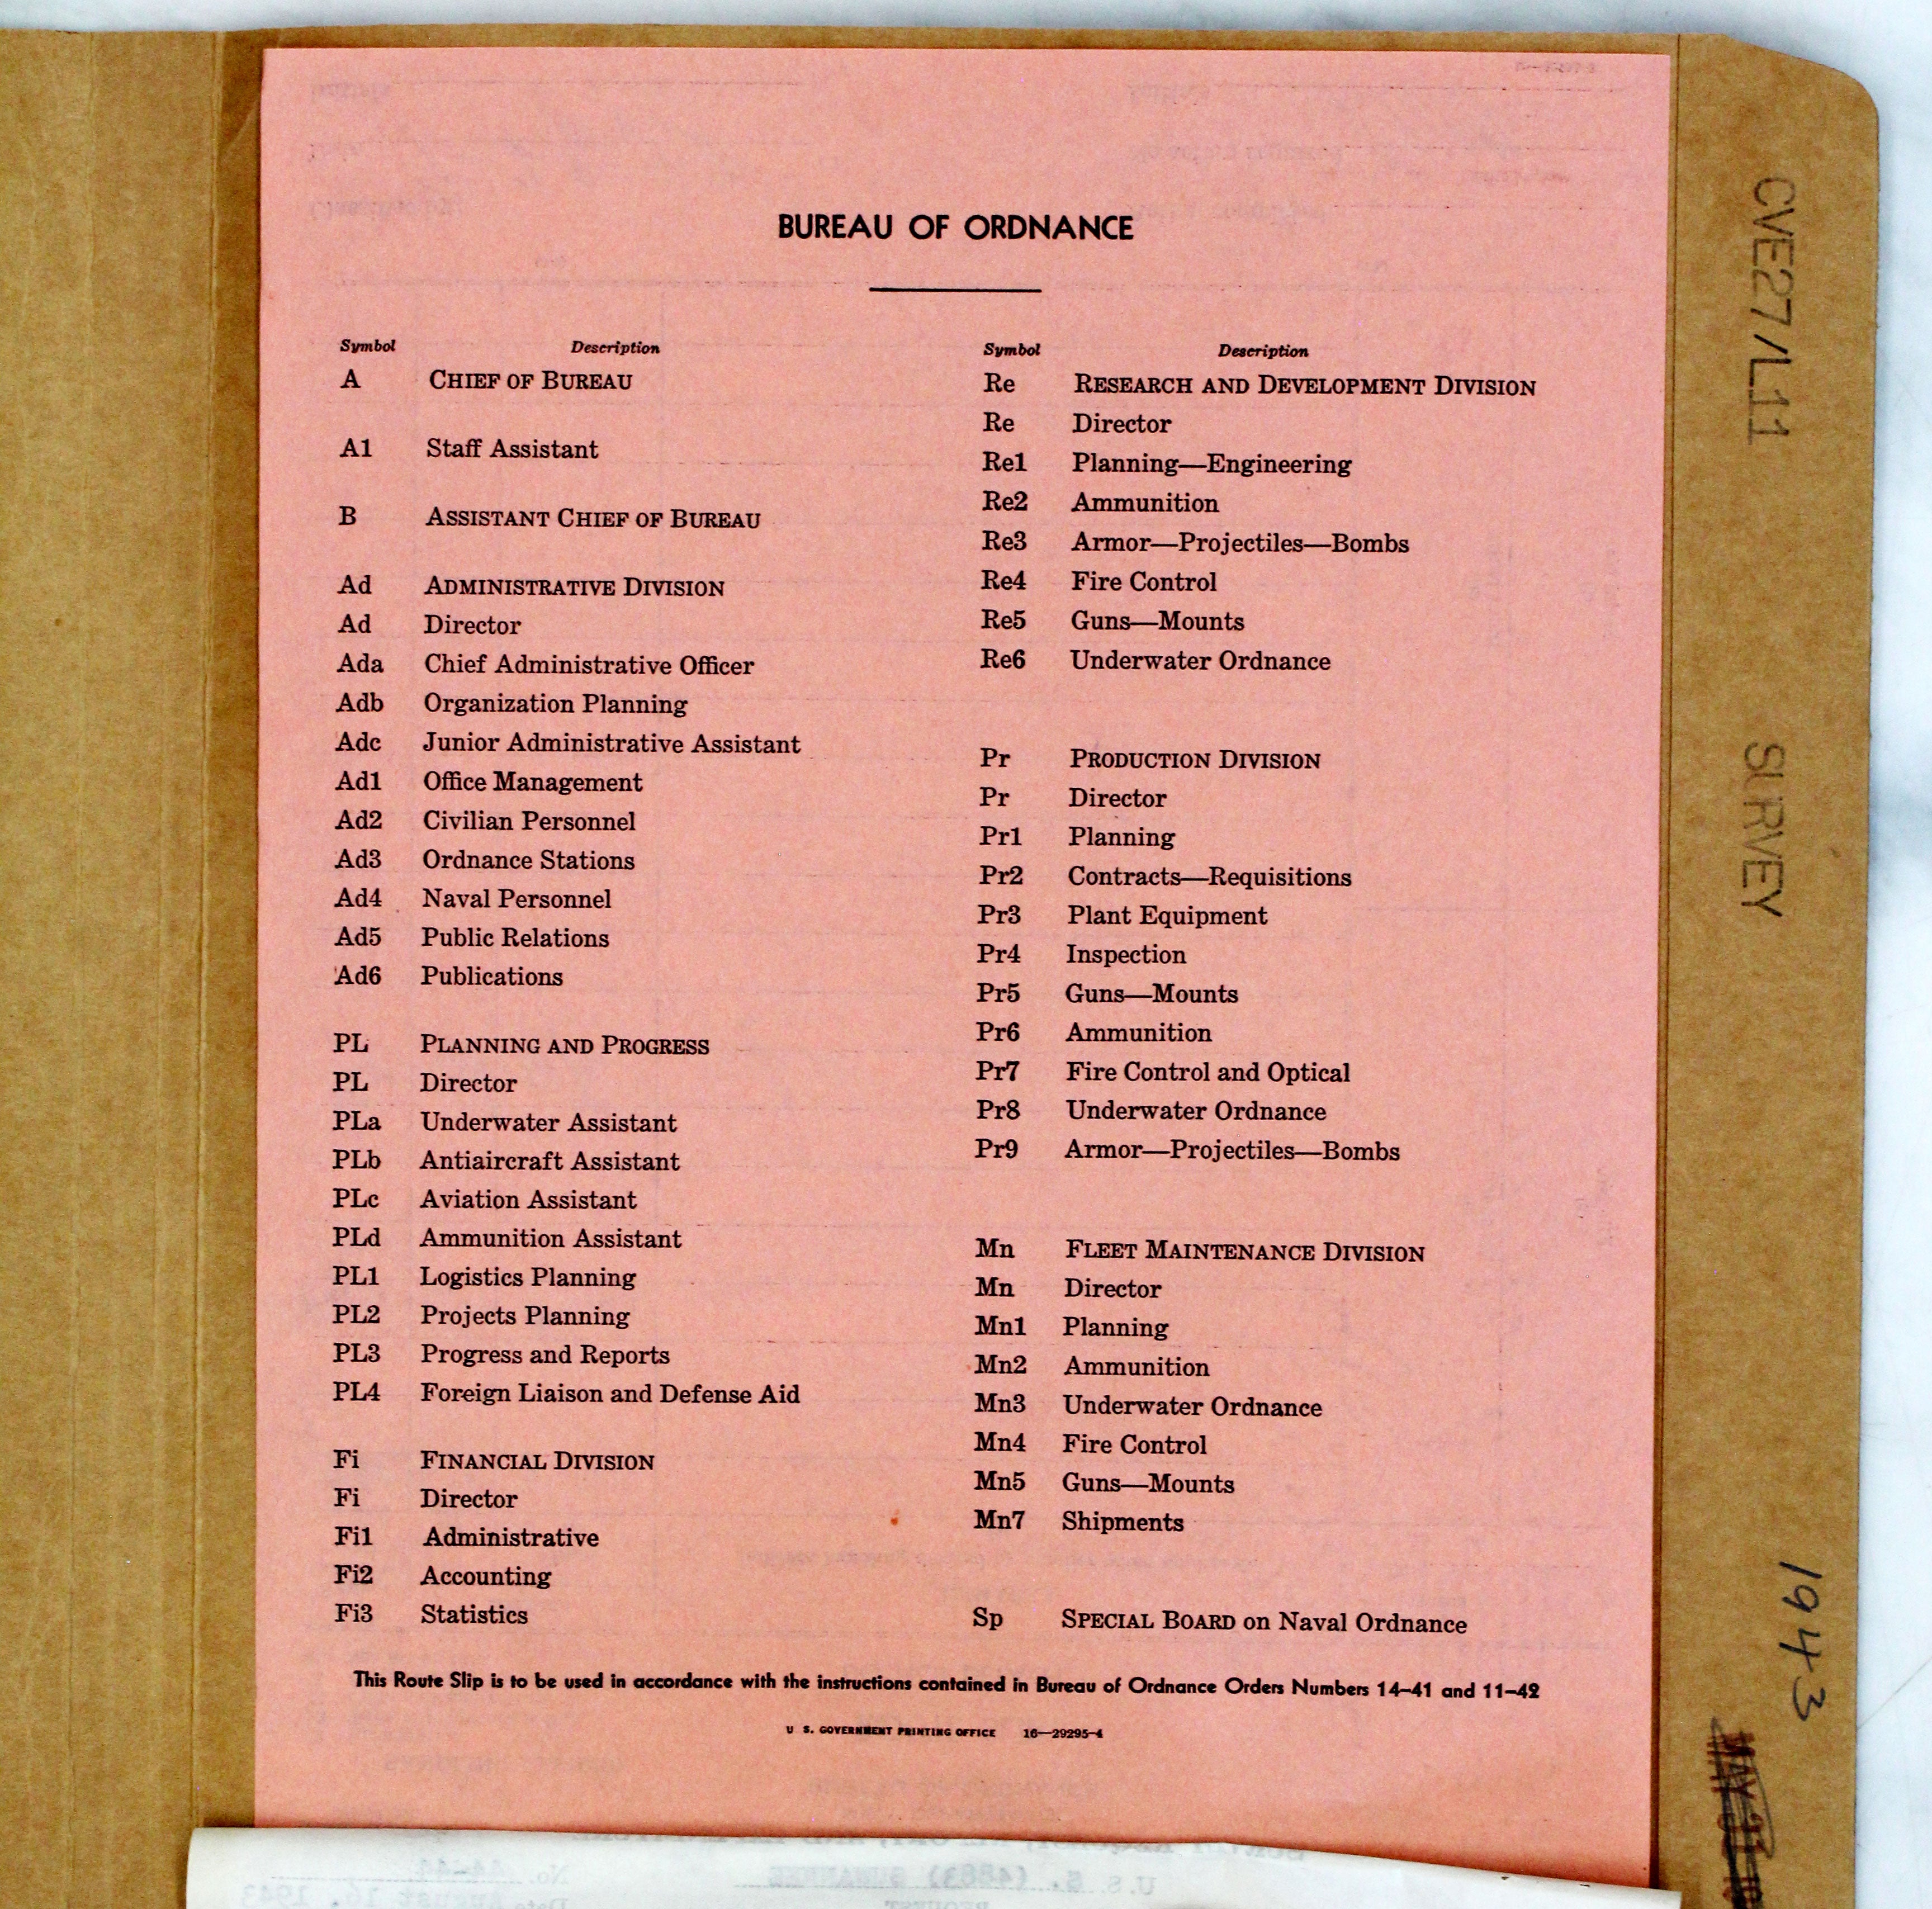 BUREAU OF ORDNANCE
Symbol Description
A CHIEF OF BUREAU
A1 Staff Assistant
B ASSISTANT CHIEF OF BUREAU
Ad ADMINISTRATIVE DIVISION
Ad Director
Ada Chief Administrative Officer
Adb Organization Planning
Adc Junior Administrative Assistant
Ad1 Office Management
Ad2 Civilian Personnel
Ad3 Ordnance Stations
Ad4 Naval Personnel
Ad5 Public Relations
Ad6 Publications
PL PLANNING AND PROGRESS
PL Director
PLa Underwater Assistant
PLb Antiaircraft Assistant
PLc Aviation Assistant
PLd Ammunition Assistant
PL1 Logistics Planning
PL2 Projects Planning
PL3 Progress and Reports
PL4 Foreign Liaison and Defense Aid
Fi FINANCIAL DIVISION
Fi Director
Fi1 Administrative
Fi2 Accounting
Fi3 Statistics
Symbol Description
Re RESEARCH AND DEVELOPMENT DIVISION
Re Director
Re1 Planning—Engineering
Re2 Ammunition
Re3 Armor—Projectiles—Bombs
Re4 Fire Control
Re5 Guns—Mounts
Re6 Underwater Ordnance
Pr PRODUCTION DIVISION
Pr Director
Pr1 Planning
Pr2 Contracts—Requisitions
Pr3 Plant Equipment
Pr4 Inspection
Pr5 Guns—Mounts
Pr6 Ammunition
Pr7 Fire Control and Optical
Pr8 Underwater Ordnance
Pr9 Armor—Projectiles—Bombs
Mn FLEET MAINTENANCE DIVISION
Mn Director
Mn1 Planning
Mn2 Ammunition
Mn3 Underwater Ordnance
Mn4 Fire Control
Mn5 Guns—Mounts
Mn7 Shipments
Sp SPECIAL BOARD on Naval Ordnance
This Route Slip is to be used in accordance with the instructions contained in Bureau of Ordnance Orders Numbers 14–41 and 11–42
U S. GOVERNMENT PRINTING OFFICE 16—29295-4
CVE27/L11 SURVEY 1943
U.S.S. (4883) SUWANNEE No. 44-44
REQUEST Date August 16, 1943